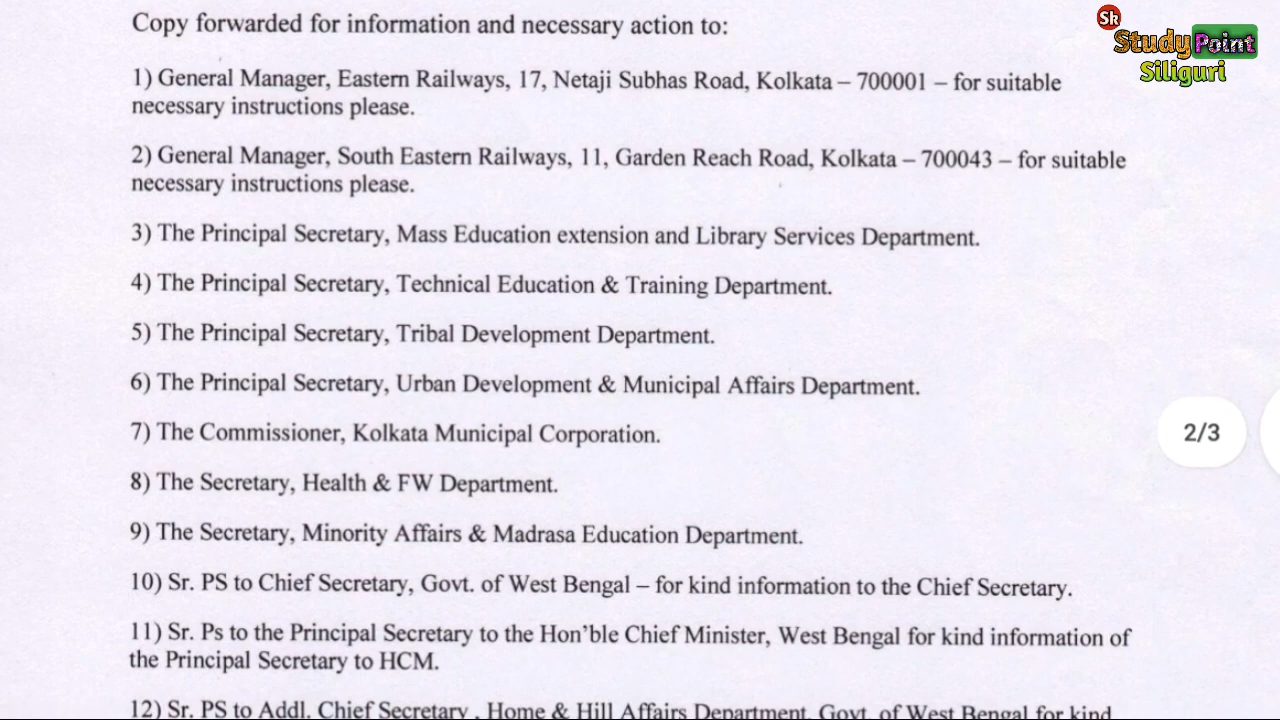 Copy forwarded for information and necessary action to:
Sk
Study Point
Siliguri
1) General Manager, Eastern Railways, 17, Netaji Subhas Road, Kolkata – 700001 – for suitable
necessary instructions please.
2) General Manager, South Eastern Railways, 11, Garden Reach Road, Kolkata – 700043 – for suitable
necessary instructions please.
3) The Principal Secretary, Mass Education extension and Library Services Department.
4) The Principal Secretary, Technical Education & Training Department.
5) The Principal Secretary, Tribal Development Department.
6) The Principal Secretary, Urban Development & Municipal Affairs Department.
7) The Commissioner, Kolkata Municipal Corporation.
2/3
8) The Secretary, Health & FW Department.
9) The Secretary, Minority Affairs & Madrasa Education Department.
10) Sr. PS to Chief Secretary, Govt. of West Bengal – for kind information to the Chief Secretary.
11) Sr. Ps to the Principal Secretary to the Hon’ble Chief Minister, West Bengal for kind information of
the Principal Secretary to HCM.
12) Sr. PS to Addl. Chief Secretary , Home & Hill Affairs Department, Govt. of West Bengal for kind